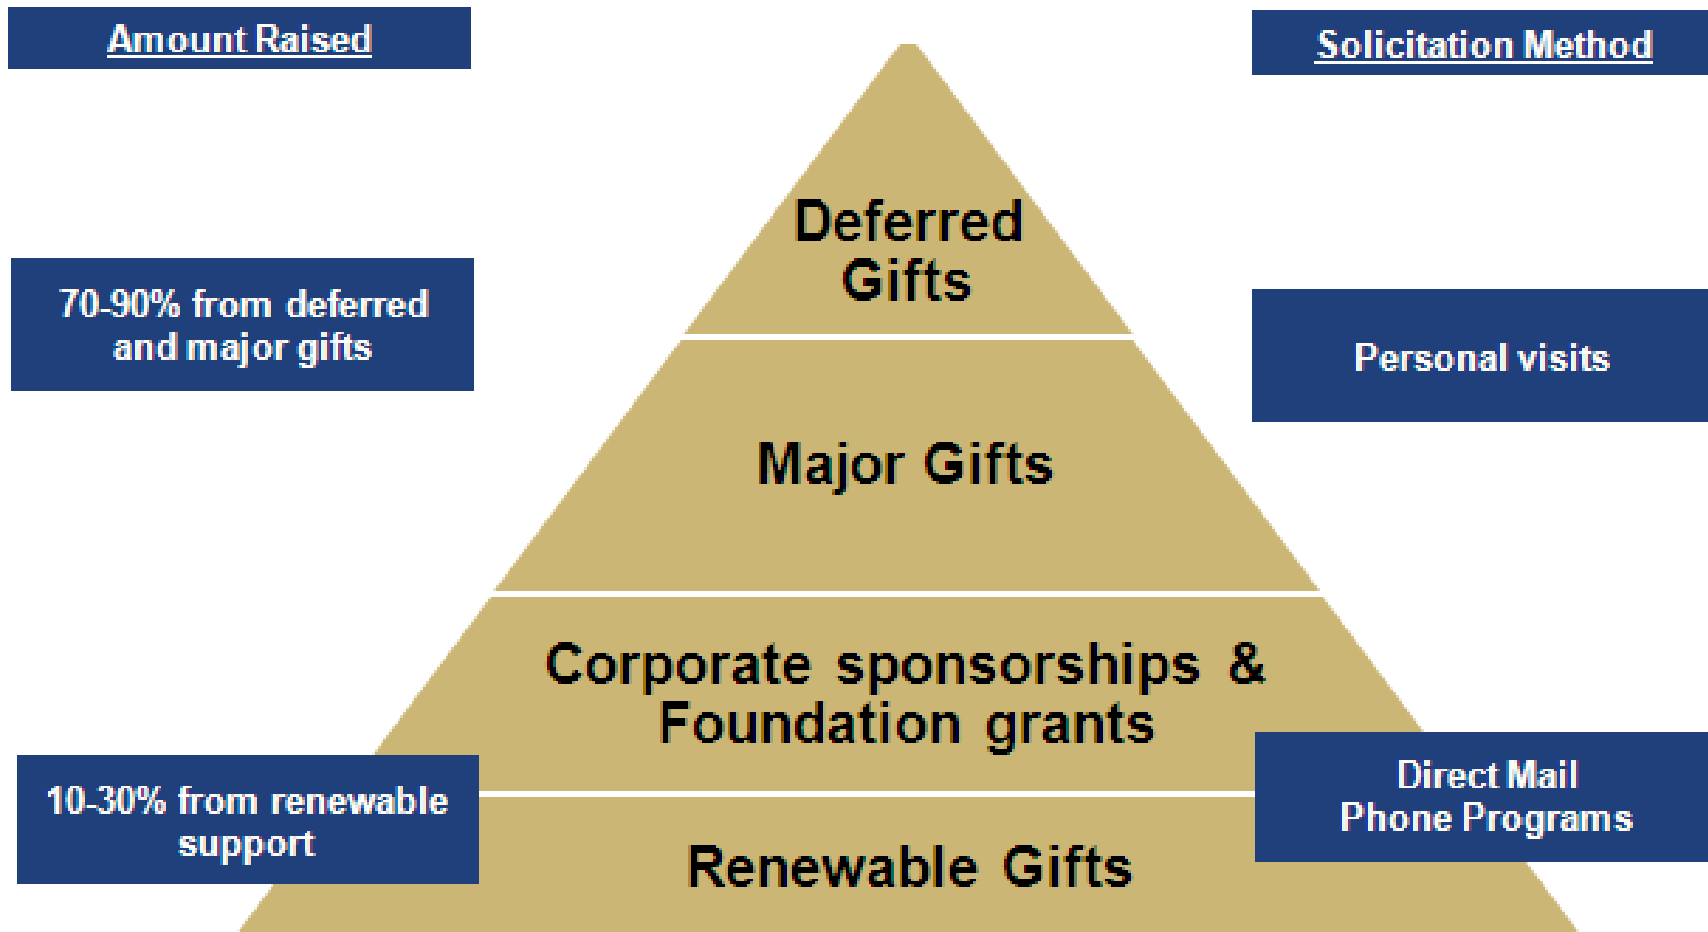 Amount Raised
Solicitation Method
Deferred
Gifts
70-90% from deferred
and major gifts
Personal visits
Major Gifts
Corporate sponsorships &
Foundation grants
10-30% from renewable
support
Direct Mail
Phone Programs
Renewable Gifts